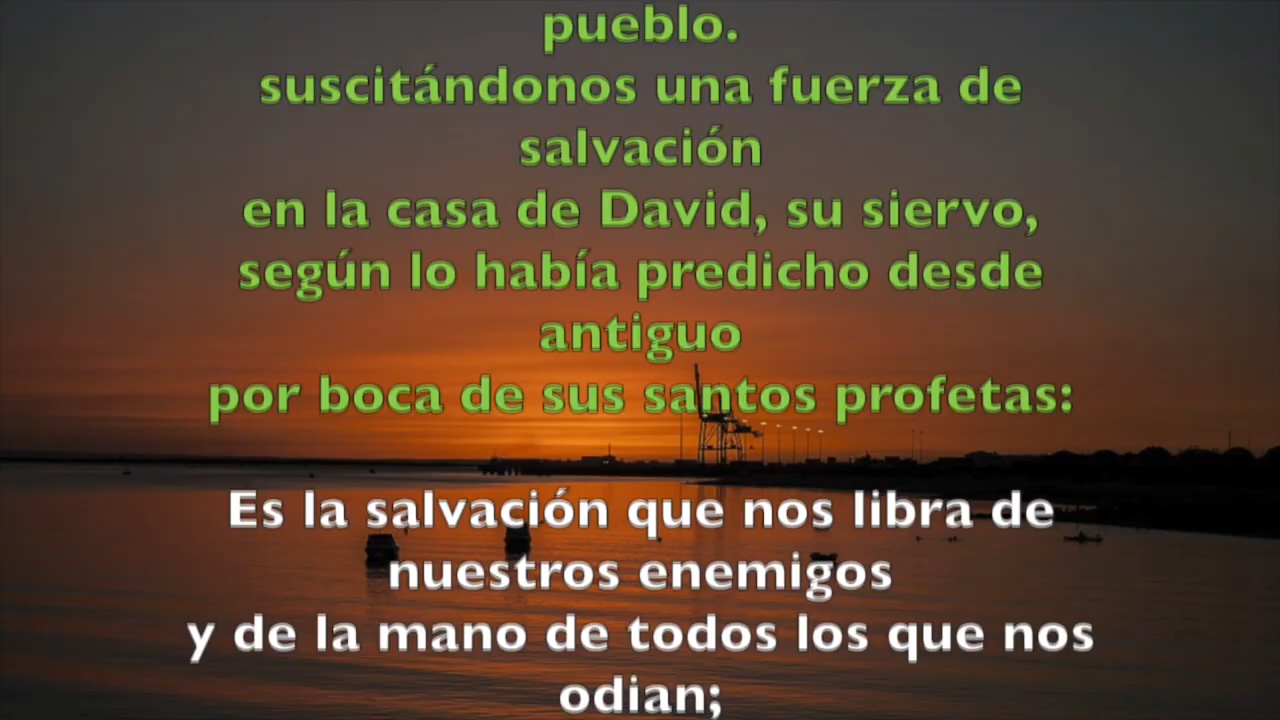 pueblo.
suscitándonos una fuerza de
salvación
en la casa de David, su siervo,
según lo había predicho desde
antiguo
por boca de sus santos profetas:
Es la salvación que nos libra de
nuestros enemigos
y de la mano de todos los que nos
odian;